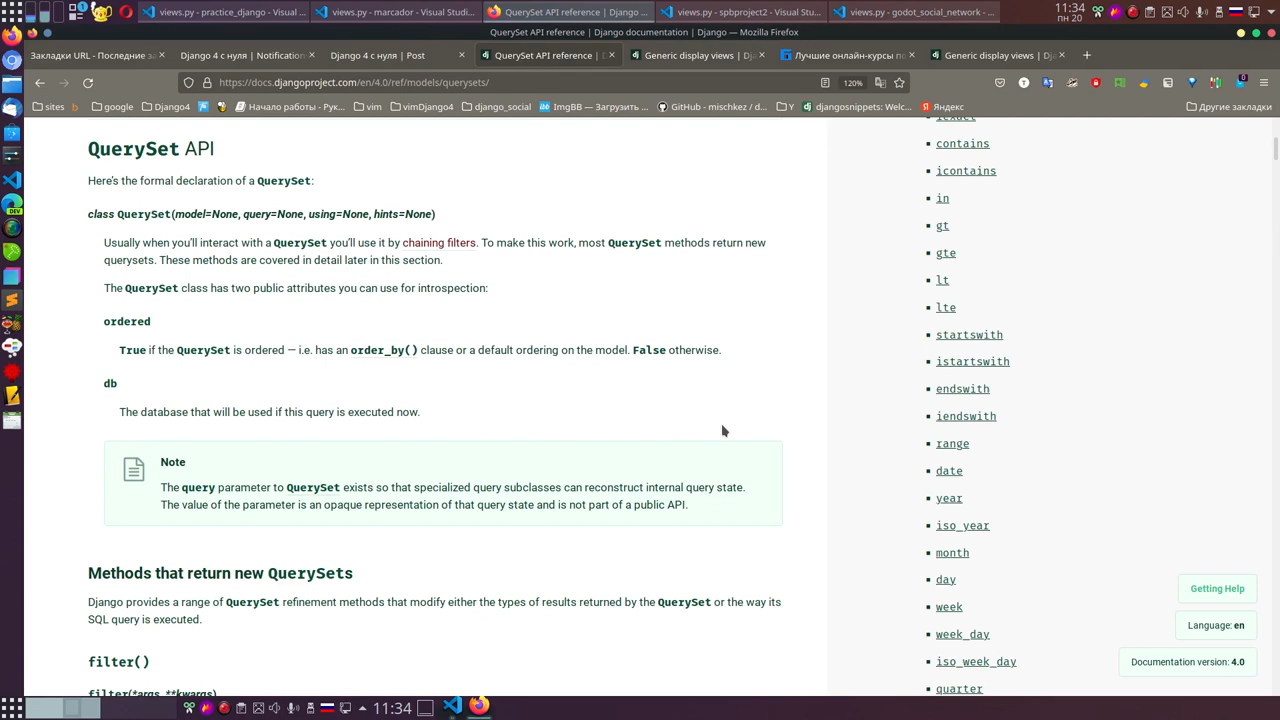 views.py - practice_django - Visual ...
views.py - marcador - Visual Studi...
QuerySet API reference | Django ...
views.py - spbproject2 - Visual Stu...
views.py - godot_social_network - ...
11:34
пн 20
QuerySet API reference | Django documentation | Django — Mozilla Firefox
Закладки URL - Последние за
Django 4 с нуля | Notification
Django 4 с нуля | Post
QuerySet API reference |
Generic display views | Dj
Лучшие онлайн-курсы по
Generic display views | Dj
https://docs.djangoproject.com/en/4.0/ref/models/querysets/
120%
0
sites
google
Django4
Начало работы - Рук...
vim
vimDjango4
django_social
ImgBB — Загрузить ...
GitHub - mischkez / d...
Y
djangosnippets: Welc...
Яндекс
Другие закладки
QuerySet API
Here's the formal declaration of a QuerySet:
class QuerySet(model=None, query=None, using=None, hints=None)
Usually when you'll interact with a QuerySet you'll use it by chaining filters. To make this work, most QuerySet methods return new
querysets. These methods are covered in detail later in this section.
The QuerySet class has two public attributes you can use for introspection:
ordered
True if the QuerySet is ordered — i.e. has an order_by() clause or a default ordering on the model. False otherwise.
db
The database that will be used if this query is executed now.
Note
The query parameter to QuerySet exists so that specialized query subclasses can reconstruct internal query state.
The value of the parameter is an opaque representation of that query state and is not part of a public API.
Methods that return new QuerySets
Django provides a range of QuerySet refinement methods that modify either the types of results returned by the QuerySet or the way its
SQL query is executed.
filter()
filter(*args, **kwargs)
iexact
contains
icontains
in
gt
gte
lt
lte
startswith
istartswith
endswith
iendswith
range
date
year
iso_year
month
day
week
week_day
iso_week_day
quarter
Getting Help
Language: en
Documentation version: 4.0
DEV
11:34